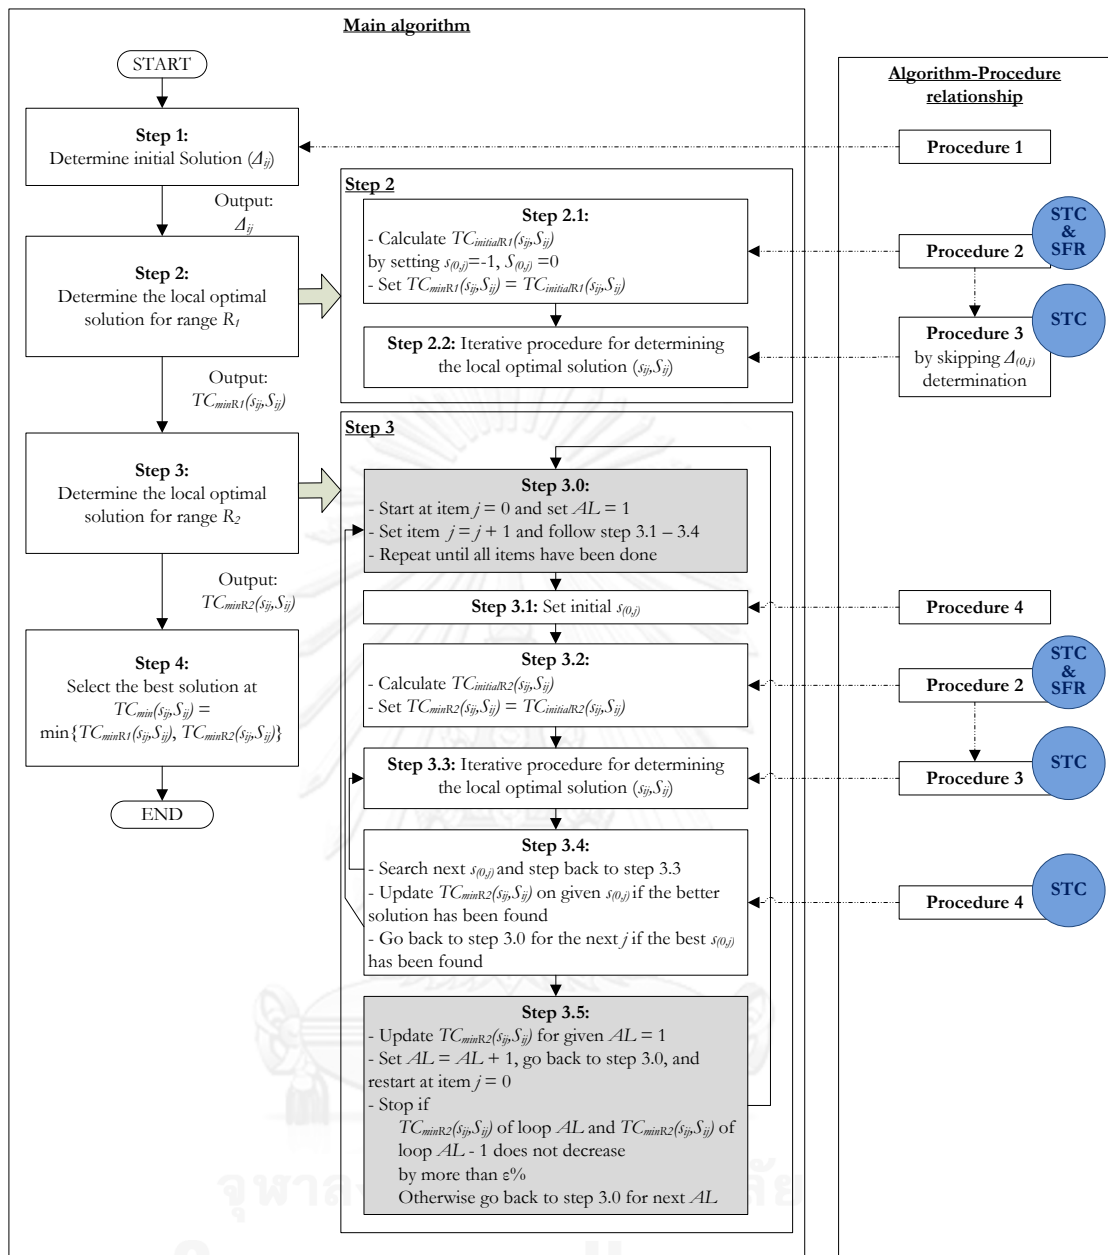 Main algorithm
START
Step 1:
Determine initial Solution (Δij)
Output:
Δij
Step 2:
Determine the local optimal
solution for range R1
Output:
TCminR1(sij,Sij)
Step 3:
Determine the local optimal
solution for range R2
Output:
TCminR2(sij,Sij)
Step 4:
Select the best solution at
TCmin(sij,Sij) =
min{TCminR1(sij,Sij), TCminR2(sij,Sij)}
END
Step 2
Step 2.1:
- Calculate TCinitialR1(sij,Sij)
by setting s(0,j)=-1, S(0,j)=0
- Set TCminR1(sij,Sij) = TCinitialR1(sij,Sij)
Step 2.2: Iterative procedure for determining
the local optimal solution (sij,Sij)
Step 3
Step 3.0:
- Start at item j = 0 and set AL = 1
- Set item j = j + 1 and follow step 3.1 – 3.4
- Repeat until all items have been done
Step 3.1: Set initial s(0,j)
Step 3.2:
- Calculate TCinitialR2(sij,Sij)
- Set TCminR2(sij,Sij) = TCinitialR2(sij,Sij)
Step 3.3: Iterative procedure for determining
the local optimal solution (sij,Sij)
Step 3.4:
- Search next s(0,j) and step back to step 3.3
- Update TCminR2(sij,Sij) on given s(0,j) if the better
solution has been found
- Go back to step 3.0 for the next j if the best s(0,j)
has been found
Step 3.5:
- Update TCminR2(sij,Sij) for given AL = 1
- Set AL = AL + 1, go back to step 3.0, and
restart at item j = 0
- Stop if
TCminR2(sij,Sij) of loop AL and TCminR2(sij,Sij) of
loop AL - 1 does not decrease
by more than ε%
Otherwise go back to step 3.0 for next AL
Algorithm-Procedure
relationship
Procedure 1
STC
&
SFR
Procedure 2
STC
Procedure 3
by skipping Δ(0,j)
determination
Procedure 4
STC
&
SFR
Procedure 2
STC
Procedure 3
STC
Procedure 4